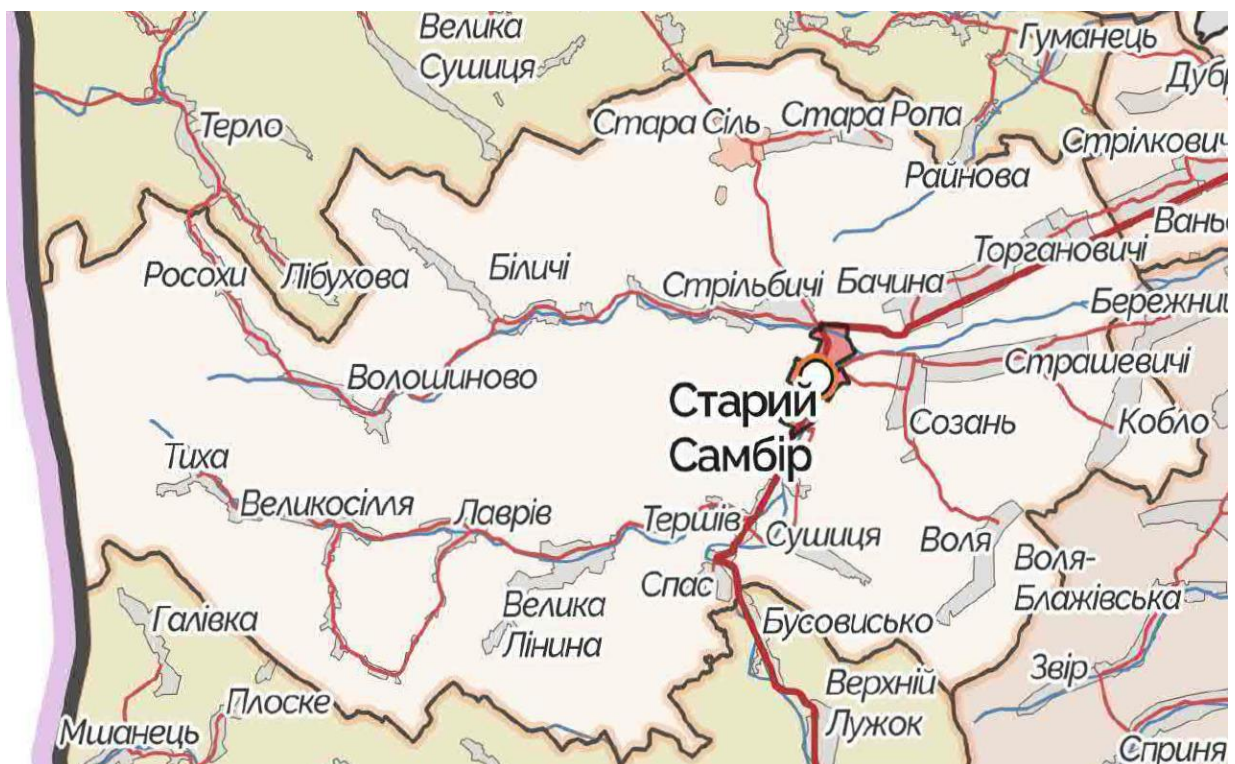 Велика
Сушиця
Гуманець
Дубр
Терло
Стара Сіль
Стара Ропа
Стрілкович
Райнова
Вань
Торгановичі
Росохи
Лібухова
Біличі
Стрільбичі
Бачина
Бережний
Волошиново
Страшевичі
Старий
Самбір
Созань
Кобло
Тиха
Великосілля
Лаврів
Тершів
Сушиця
Воля
Воля-
Блажівська
Спас
Галівка
Велика
Лінина
Бусовисько
Звір
Верхній
Лужок
Плоске
Мшанець
Сприня